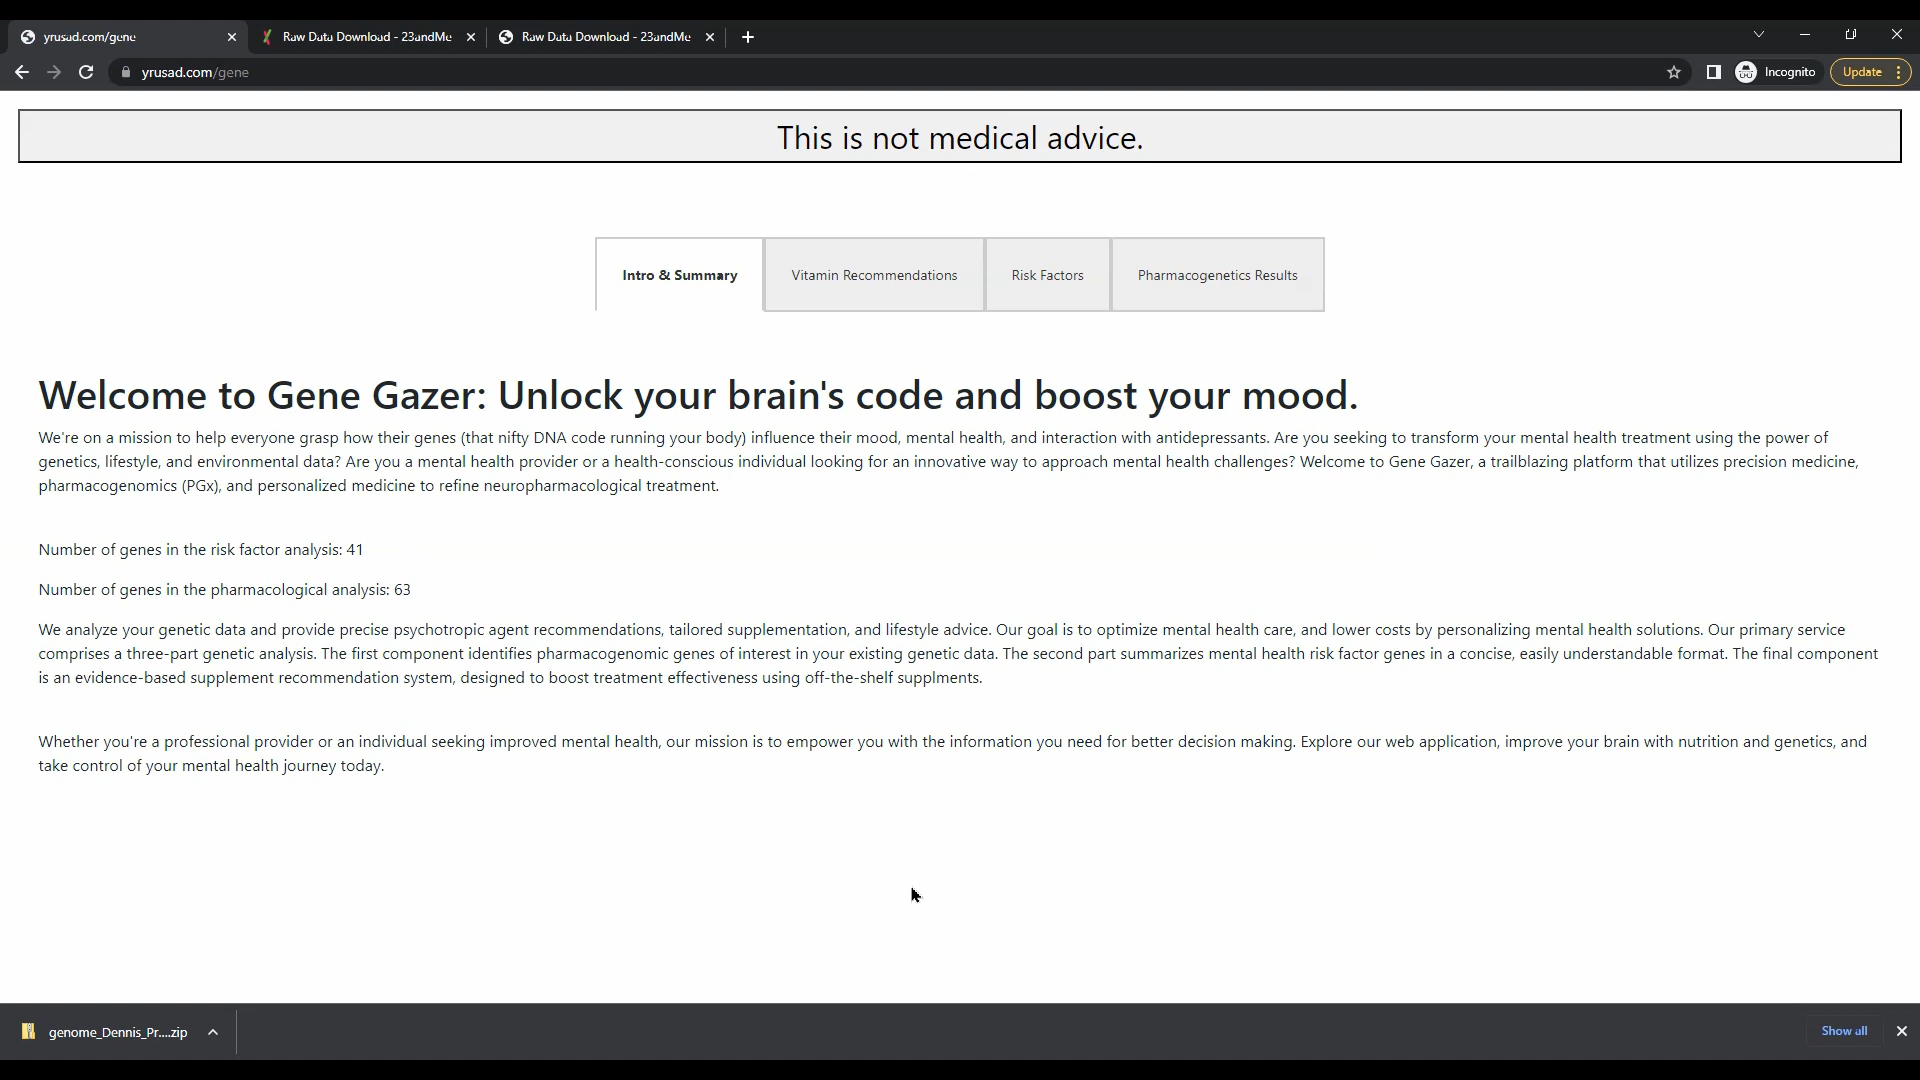 yrusad.com/gene
Raw Data Download - 23andMe
Raw Data Download - 23andMe
yrusad.com/gene
Incognito
Update
This is not medical advice.
Intro & Summary
Vitamin Recommendations
Risk Factors
Pharmacogenetics Results
Welcome to Gene Gazer: Unlock your brain's code and boost your mood.
We're on a mission to help everyone grasp how their genes (that nifty DNA code running your body) influence their mood, mental health, and interaction with antidepressants. Are you seeking to transform your mental health treatment using the power of
genetics, lifestyle, and environmental data? Are you a mental health provider or a health-conscious individual looking for an innovative way to approach mental health challenges? Welcome to Gene Gazer, a trailblazing platform that utilizes precision medicine,
pharmacogenomics (PGx), and personalized medicine to refine neuropharmacological treatment.
Number of genes in the risk factor analysis: 41
Number of genes in the pharmacological analysis: 63
We analyze your genetic data and provide precise psychotropic agent recommendations, tailored supplementation, and lifestyle advice. Our goal is to optimize mental health care, and lower costs by personalizing mental health solutions. Our primary service
comprises a three-part genetic analysis. The first component identifies pharmacogenomic genes of interest in your existing genetic data. The second part summarizes mental health risk factor genes in a concise, easily understandable format. The final component
is an evidence-based supplement recommendation system, designed to boost treatment effectiveness using off-the-shelf supplments.
Whether you're a professional provider or an individual seeking improved mental health, our mission is to empower you with the information you need for better decision making. Explore our web application, improve your brain with nutrition and genetics, and
take control of your mental health journey today.
genome_Dennis_Pr....zip
Show all